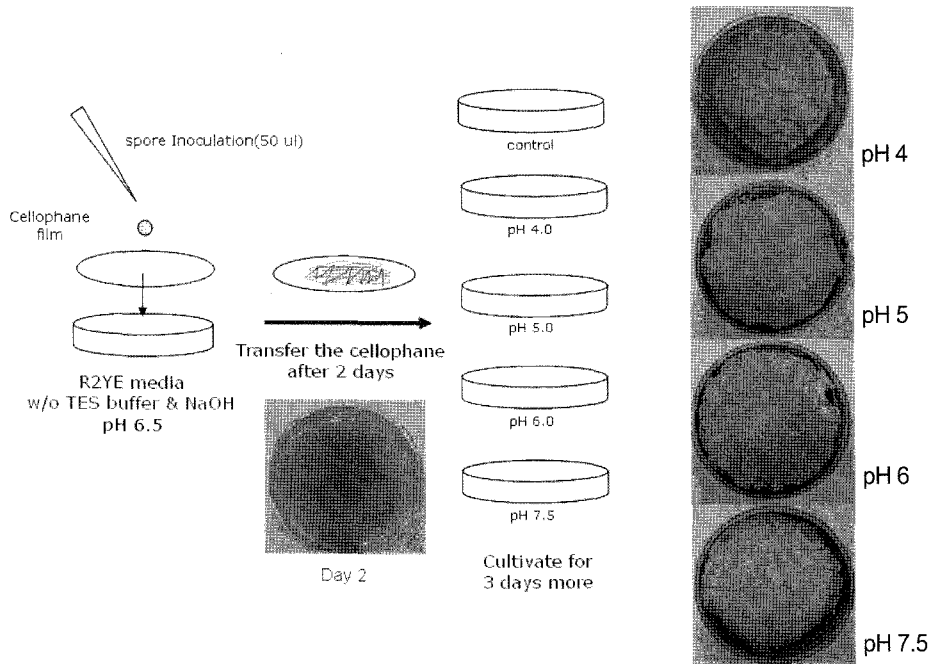 spore Inoculation(50 ul)
Cellophane
film
R2YE media
w/o TES buffer & NaOH
pH 6.5
Transfer the cellophane
after 2 days
Day 2
control
pH 4.0
pH 5.0
pH 6.0
pH 7.5
Cultivate for
3 days more
pH 4
pH 5
pH 6
pH 7.5